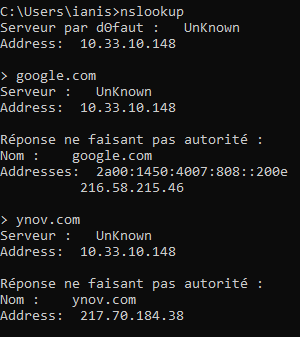 C:\Users\ianis>nslookup
Serveur par dÚfaut :   UnKnown
Address:  10.33.10.148
> google.com
Serveur :   UnKnown
Address:  10.33.10.148
Réponse ne faisant pas autorité :
Nom :    google.com
Addresses:  2a00:1450:4007:808::200e
216.58.215.46
> ynov.com
Serveur :   UnKnown
Address:  10.33.10.148
Réponse ne faisant pas autorité :
Nom :    ynov.com
Address:  217.70.184.38